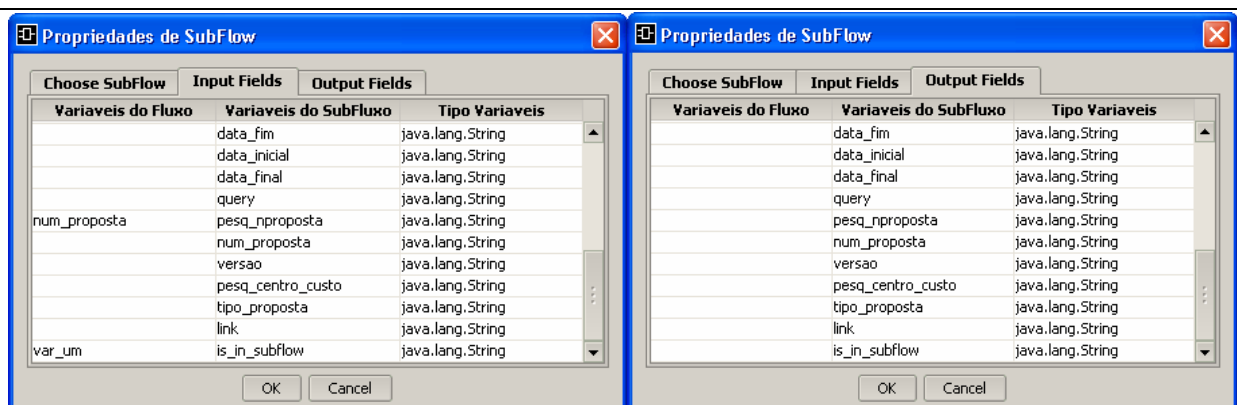 Propriedades de SubFlow
Choose SubFlow Input Fields Output Fields
Variaveis do Fluxo Variaveis do SubFluxo Tipo Variaveis
data_fim java.lang.String
data_inicial java.lang.String
data_final java.lang.String
query java.lang.String
num_proposta pesq_nproposta java.lang.String
num_proposta java.lang.String
versao java.lang.String
pesq_centro_custo java.lang.String
tipo_proposta java.lang.String
link java.lang.String
var_um is_in_subflow java.lang.String
OK Cancel
Propriedades de SubFlow
Choose SubFlow Input Fields Output Fields
Variaveis do Fluxo Variaveis do SubFluxo Tipo Variaveis
data_fim java.lang.String
data_inicial java.lang.String
data_final java.lang.String
query java.lang.String
pesq_nproposta java.lang.String
num_proposta java.lang.String
versao java.lang.String
pesq_centro_custo java.lang.String
tipo_proposta java.lang.String
link java.lang.String
is_in_subflow java.lang.String
OK Cancel